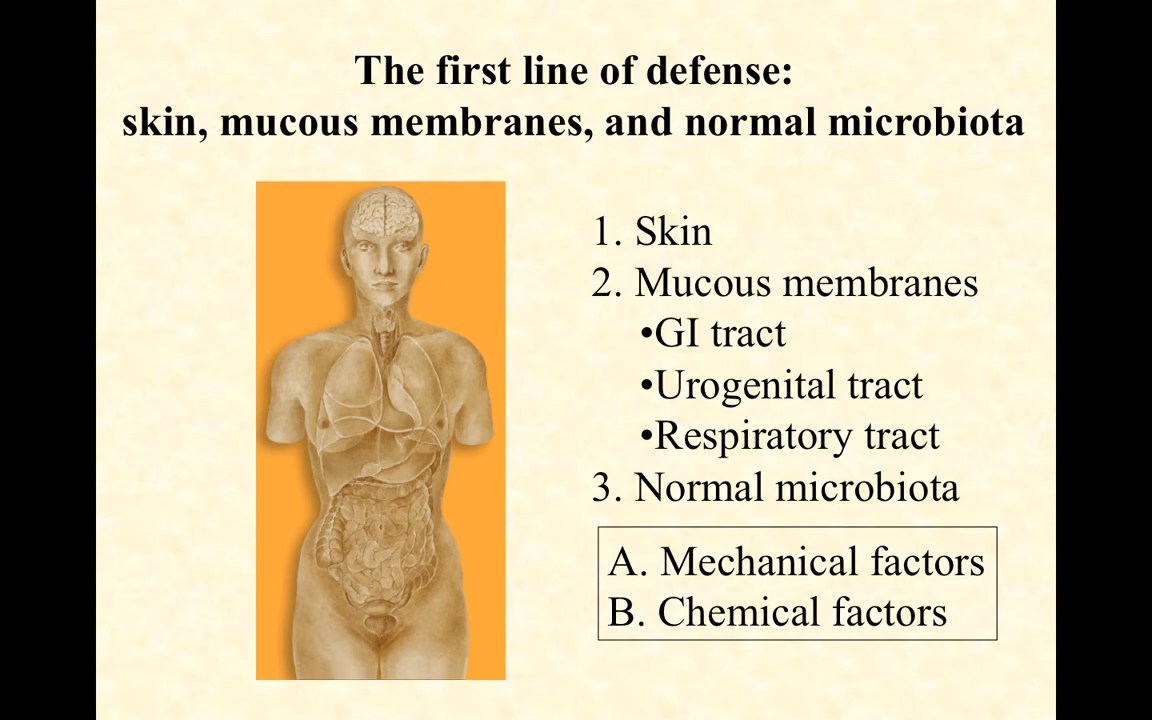 The first line of defense:
skin, mucous membranes, and normal microbiota
1. Skin
2. Mucous membranes
•GI tract
•Urogenital tract
•Respiratory tract
3. Normal microbiota
A. Mechanical factors
B. Chemical factors